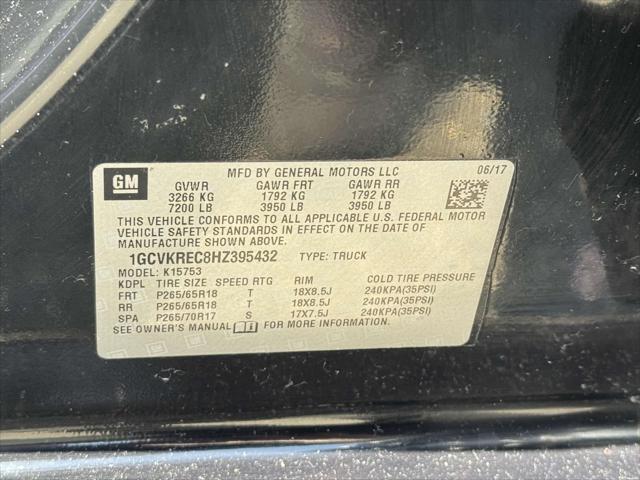 GM
MFD BY GENERAL MOTORS LLC 06/17
GVWR GAWR FRT GAWR RR
3266 KG 1792 KG 1792 KG
7200 LB 3950 LB 3950 LB
THIS VEHICLE CONFORMS TO ALL APPLICABLE U.S. FEDERAL MOTOR
VEHICLE SAFETY STANDARDS IN EFFECT ON THE DATE OF
MANUFACTURE SHOWN ABOVE.
1GCVKREC8HZ395432 TYPE: TRUCK
MODEL: K15753
KDPL TIRE SIZE SPEED RTG RIM COLD TIRE PRESSURE
FRT P265/65R18 T 18X8.5J 240KPA(35PSI)
RR P265/65R18 T 18X8.5J 240KPA(35PSI)
SPA P265/70R17 S 17X7.5J 240KPA(35PSI)
SEE OWNER'S MANUAL FOR MORE INFORMATION.